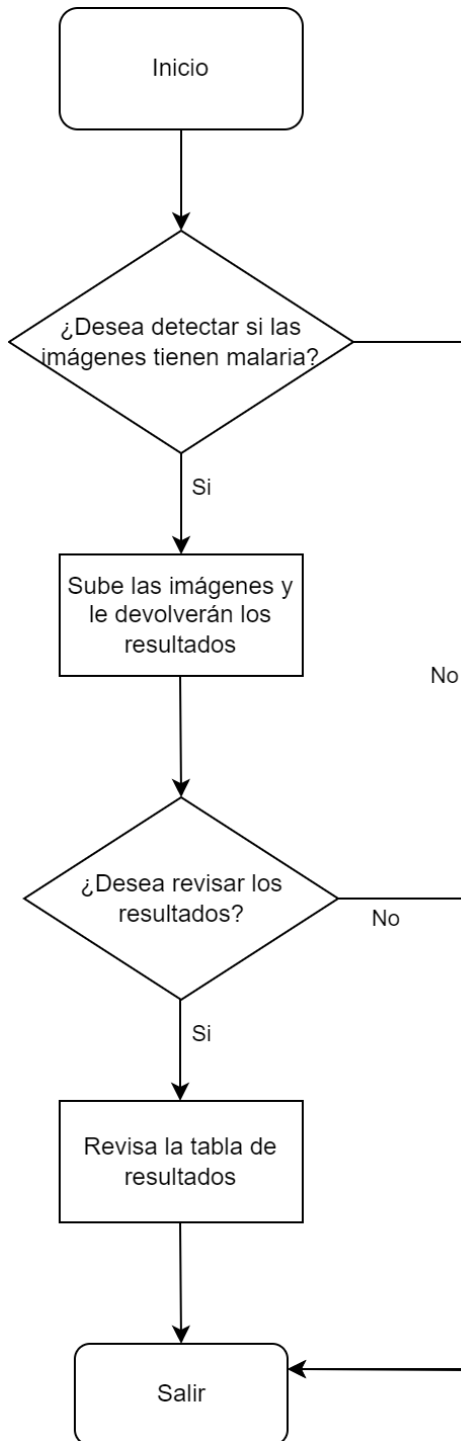 Inicio
¿Desea detectar si las
imágenes tienen malaria?
Si
Sube las imágenes y
le devolverán los
resultados
No
¿Desea revisar los
resultados?
No
Si
Revisa la tabla de
resultados
Salir